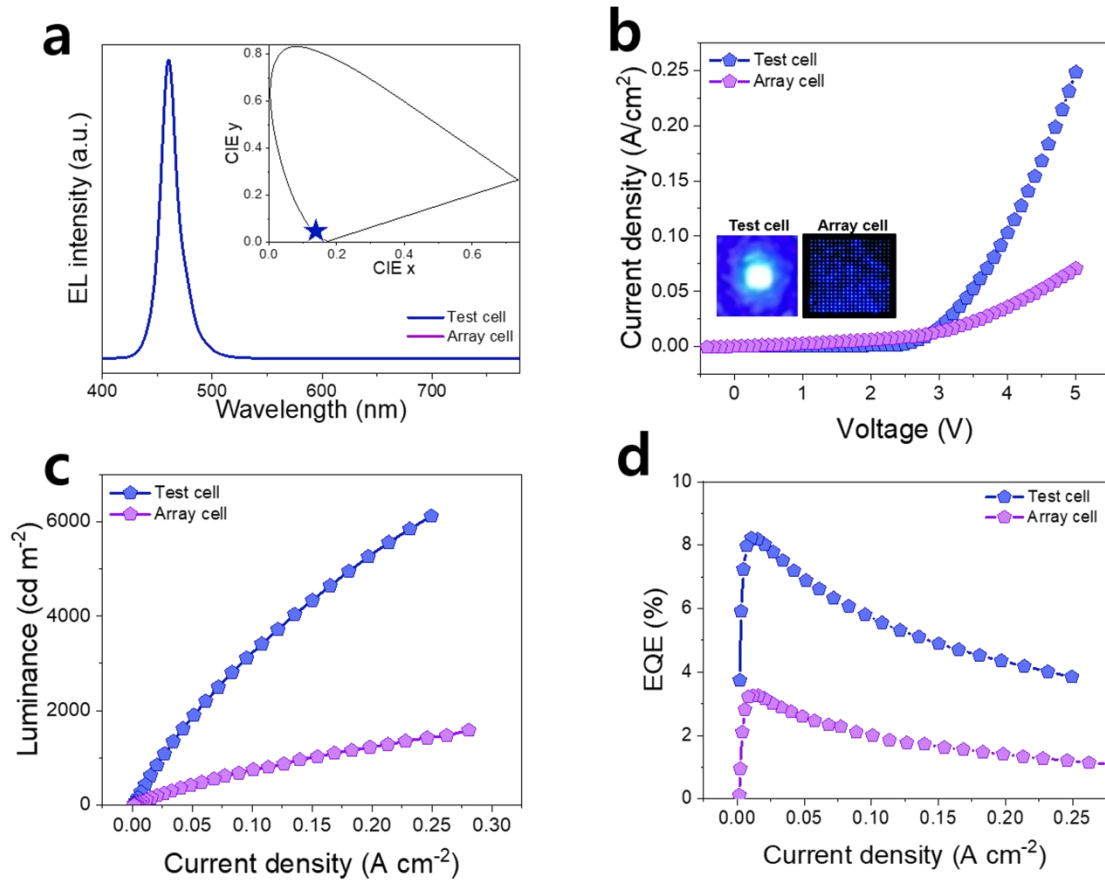 a
EL intensity (a.u.)
0.8
0.6
0.4
0.2
0.0
CIE y
0.0 0.2 0.4 0.6
CIE x
Test cell
Array cell
400 500 600 700
Wavelength (nm)
b
Current density (A/cm²)
0.25
0.20
0.15
0.10
0.05
0.00
Test cell
Array cell
Test cell Array cell
0 1 2 3 4 5
Voltage (V)
c
Luminance (cd m⁻²)
6000
4000
2000
0
Test cell
Array cell
0.00 0.05 0.10 0.15 0.20 0.25 0.30
Current density (A cm⁻²)
d
EQE (%)
10
8
6
4
2
0
Test cell
Array cell
0.00 0.05 0.10 0.15 0.20 0.25
Current density (A cm⁻²)